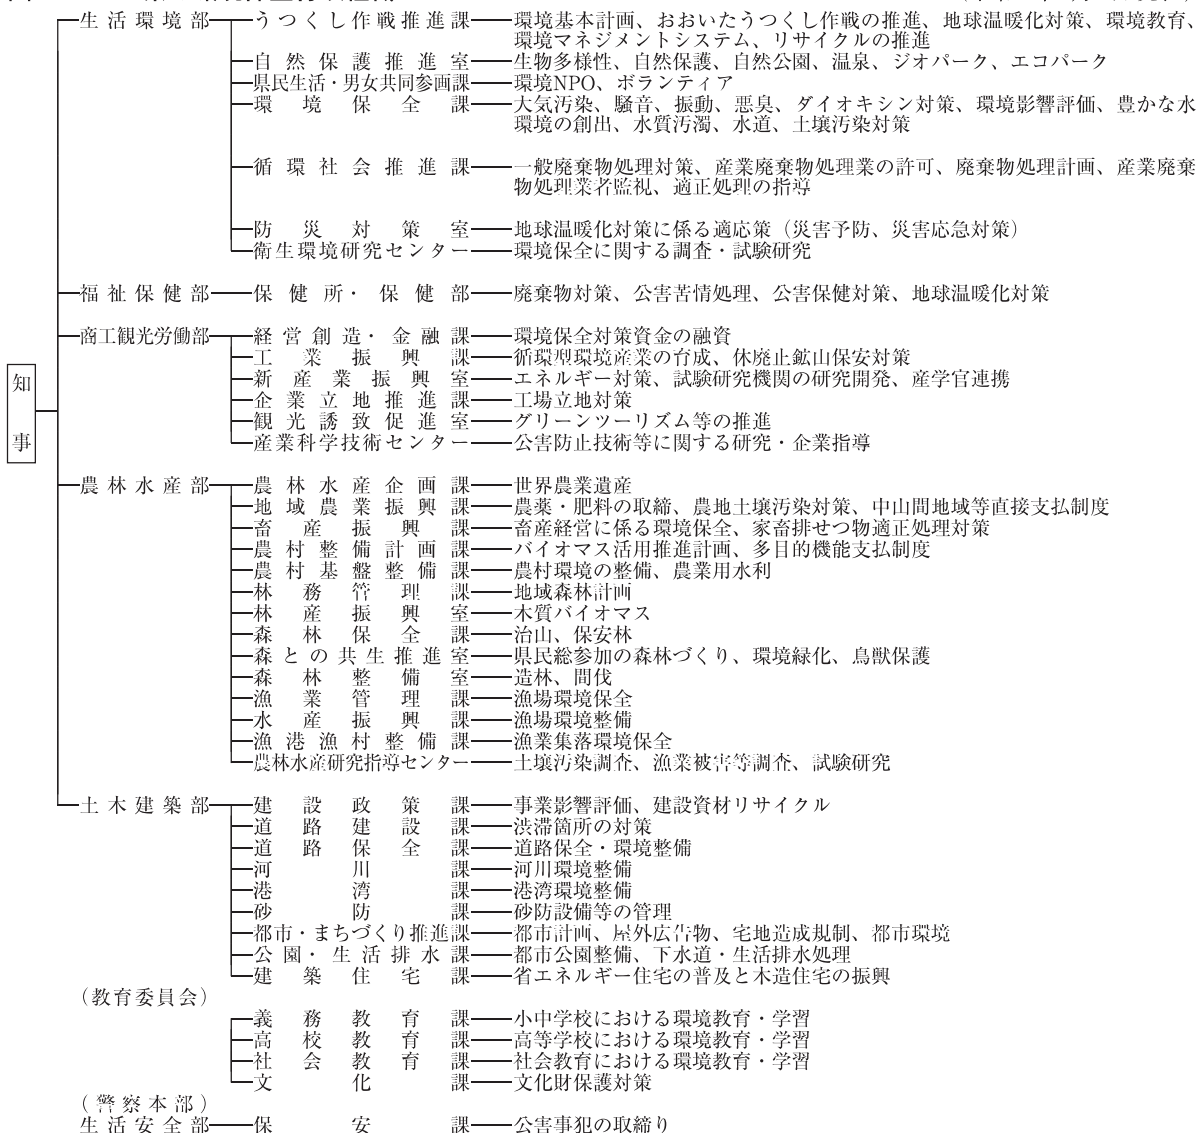 生活環境部 うつくし作戦推進課 環境基本計画、おおいたうつくし作戦の推進、地球温暖化対策、環境教育、
環境マネジメントシステム、リサイクルの推進
自然保護推進室 生物多様性、自然保護、自然公園、温泉、ジオパーク、エコパーク
県民生活・男女共同参画課 環境NPO、ボランティア
環境保全課 大気汚染、騒音、振動、悪臭、ダイオキシン対策、環境影響評価、豊かな水
環境の創出、水質汚濁、水道、土壌汚染対策
循環社会推進課 一般廃棄物処理対策、産業廃棄物処理業の許可、廃棄物処理計画、産業廃棄
物処理業者監視、適正処理の指導
防災対策室 地球温暖化対策に係る適応策（災害予防、災害応急対策）
衛生環境研究センター 環境保全に関する調査・試験研究
福祉保健部 保健所・保健部 廃棄物対策、公害苦情処理、公害保健対策、地球温暖化対策
商工観光労働部 経営創造・金融課 環境保全対策資金の融資
工業振興課 循環型環境産業の育成、休廃止鉱山保安対策
新産業振興室 エネルギー対策、試験研究機関の研究開発、産学官連携
企業立地推進課 工場立地対策
観光誘致促進室 グリーンツーリズム等の推進
産業科学技術センター 公害防止技術等に関する研究・企業指導
知事
農林水産部 農林水産企画課 世界農業遺産
地域農業振興課 農薬・肥料の取締、農地土壌汚染対策、中山間地域等直接支払制度
畜産振興課 畜産経営に係る環境保全、家畜排せつ物適正処理対策
農村整備計画課 バイオマス活用推進計画、多目的機能支払制度
農村基盤整備課 農村環境の整備、農業用水利
林務管理課 地域森林計画
林産振興室 木質バイオマス
森林保全課 治山、保安林
森との共生推進室 県民総参加の森林づくり、環境緑化、鳥獣保護
森林整備室 造林、間伐
漁業管理課 漁場環境保全
水産振興課 漁場環境整備
漁港漁村整備課 漁業集落環境保全
農林水産研究指導センター 土壌汚染調査、漁業被害等調査、試験研究
土木建築部 建設政策課 事業影響評価、建設資材リサイクル
道路建設課 渋滞箇所の対策
道路保全課 道路保全・環境整備
河川課 河川環境整備
港湾課 港湾環境整備
砂防課 砂防設備等の管理
都市・まちづくり推進課 都市計画、屋外広告物、宅地造成規制、都市環境
公園・生活排水課 都市公園整備、下水道・生活排水処理
建築住宅課 省エネルギー住宅の普及と木造住宅の振興
（教育委員会）
義務教育課 小中学校における環境教育・学習
高校教育課 高等学校における環境教育・学習
社会教育課 社会教育における環境教育・学習
文化課 文化財保護対策
（警察本部）
生活安全部 保安課 公害事犯の取締り